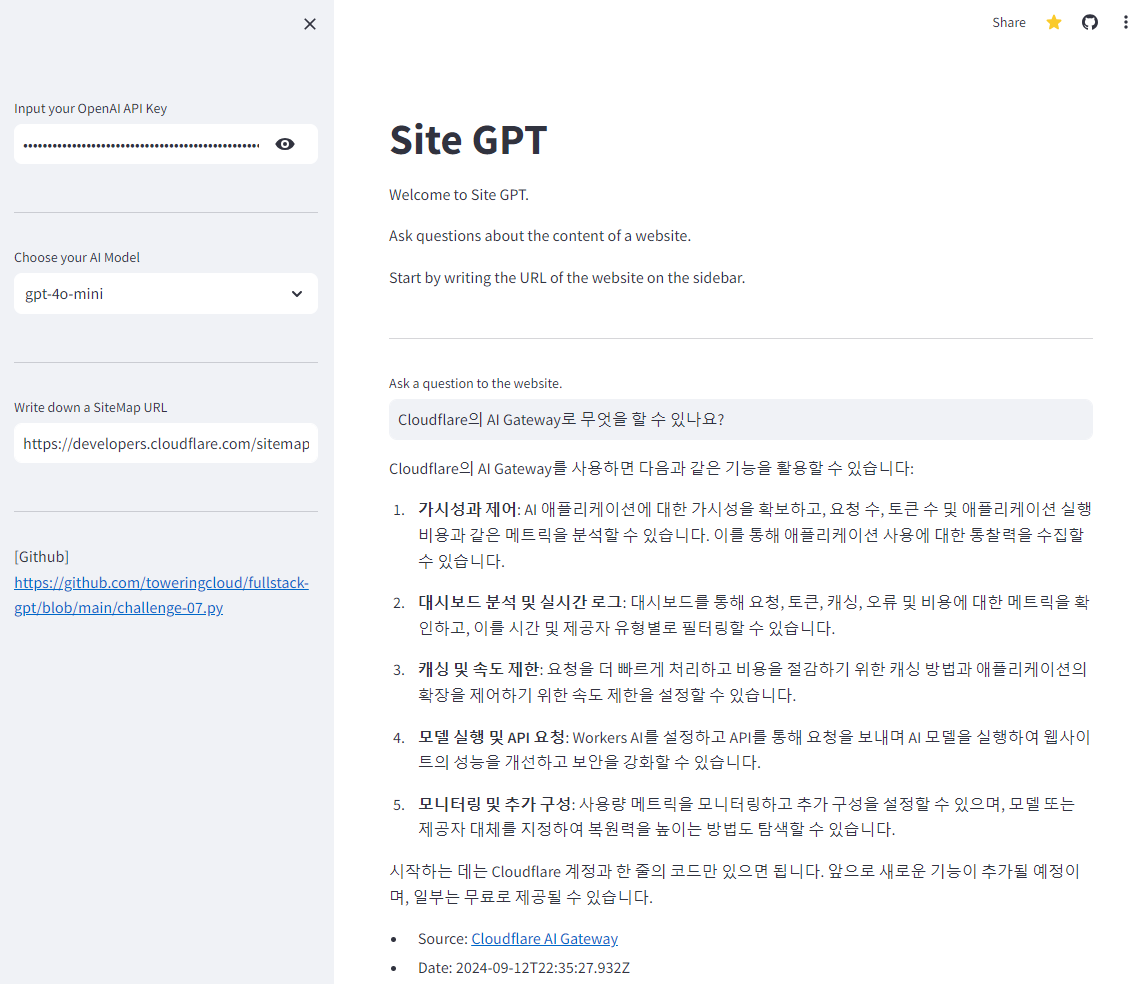 Input your OpenAI API Key
Choose your AI Model
gpt-4o-mini
Write down a SiteMap URL
https://developers.cloudflare.com/sitemap
[Github]
https://github.com/toweringcloud/fullstack-
gpt/blob/main/challenge-07.py
Share
Site GPT
Welcome to Site GPT.
Ask questions about the content of a website.
Start by writing the URL of the website on the sidebar.
Ask a question to the website.
Cloudflare의 AI Gateway로 무엇을 할 수 있나요?
Cloudflare의 AI Gateway를 사용하면 다음과 같은 기능을 활용할 수 있습니다:
1. 가시성과 제어: AI 애플리케이션에 대한 가시성을 확보하고, 요청 수, 토큰 수 및 애플리케이션 실행
비용과 같은 메트릭을 분석할 수 있습니다. 이를 통해 애플리케이션 사용에 대한 통찰력을 수집할
수 있습니다.
2. 대시보드 분석 및 실시간 로그: 대시보드를 통해 요청, 토큰, 캐싱, 오류 및 비용에 대한 메트릭을 확
인하고, 이를 시간 및 제공자 유형별로 필터링할 수 있습니다.
3. 캐싱 및 속도 제한: 요청을 더 빠르게 처리하고 비용을 절감하기 위한 캐싱 방법과 애플리케이션의
확장을 제어하기 위한 속도 제한을 설정할 수 있습니다.
4. 모델 실행 및 API 요청: Workers AI를 설정하고 API를 통해 요청을 보내며 AI 모델을 실행하여 웹사이
트의 성능을 개선하고 보안을 강화할 수 있습니다.
5. 모니터링 및 추가 구성: 사용량 메트릭을 모니터링하고 추가 구성을 설정할 수 있으며, 모델 또는
제공자 대체를 지정하여 복원력을 높이는 방법도 탐색할 수 있습니다.
시작하는 데는 Cloudflare 계정과 한 줄의 코드만 있으면 됩니다. 앞으로 새로운 기능이 추가될 예정이
며, 일부는 무료로 제공될 수 있습니다.
• Source: Cloudflare AI Gateway
• Date: 2024-09-12T22:35:27.932Z